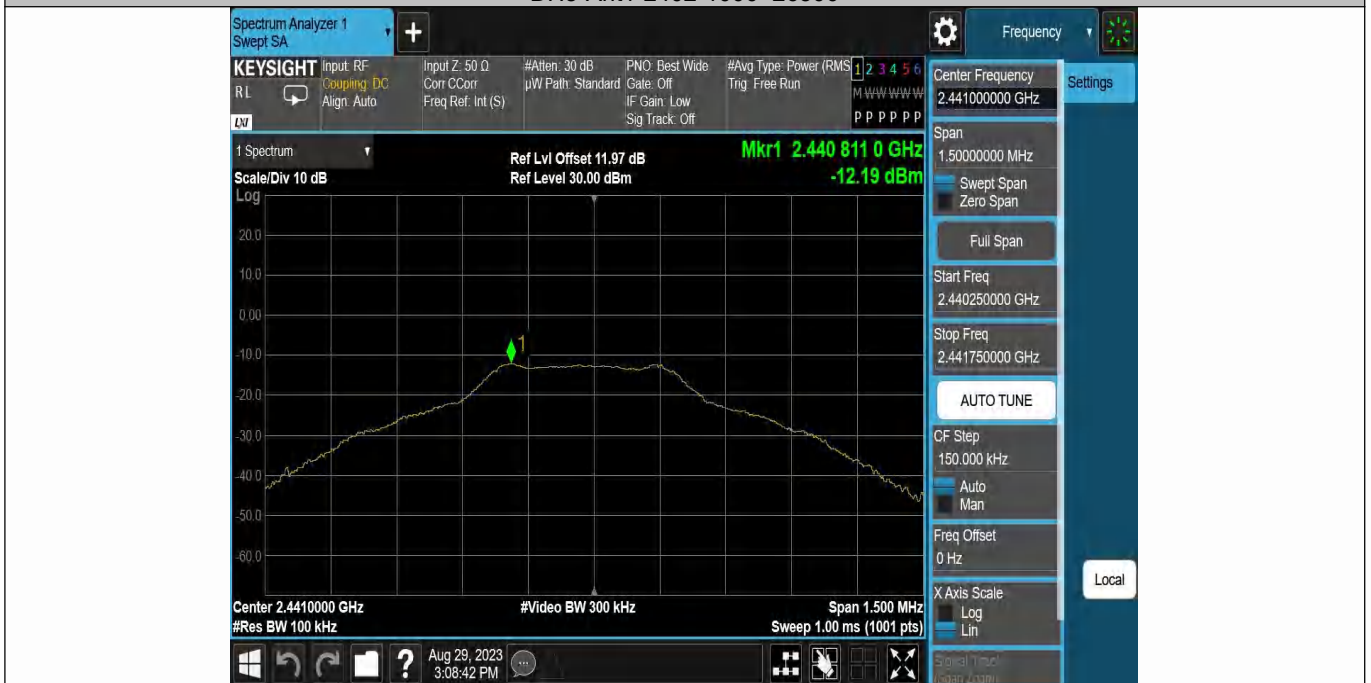 Spectrum Analyzer 1
Swept SA
+
Frequency
KEYSIGHT
RL
LXI
Input: RF
Coupling: DC
Align: Auto
Input Z: 50 Ω
Corr CCorr
Freq Ref: Int (S)
#Atten: 30 dB
µW Path: Standard
PNO: Best Wide
Gate: Off
IF Gain: Low
Sig Track: Off
#Avg Type: Power (RMS
Trig: Free Run
1 2 3 4 5 6
M W W W W W
P P P P P P
Center Frequency
2.441000000 GHz
Settings
Span
1.50000000 MHz
Swept Span
Zero Span
Full Span
Start Freq
2.440250000 GHz
Stop Freq
2.441750000 GHz
AUTO TUNE
CF Step
150.000 kHz
Auto
Man
Freq Offset
0 Hz
X Axis Scale
Log
Lin
Signal Track
(Span Zoom)
Local
1 Spectrum
Scale/Div 10 dB
Ref Lvl Offset 11.97 dB
Ref Level 30.00 dBm
Mkr1 2.440 811 0 GHz
-12.19 dBm
Log
20.0
10.0
0.00
-10.0
-20.0
-30.0
-40.0
-50.0
-60.0
1
Center 2.4410000 GHz
#Res BW 100 kHz
#Video BW 300 kHz
Span 1.500 MHz
Sweep 1.00 ms (1001 pts)
?
Aug 29, 2023
3:08:42 PM